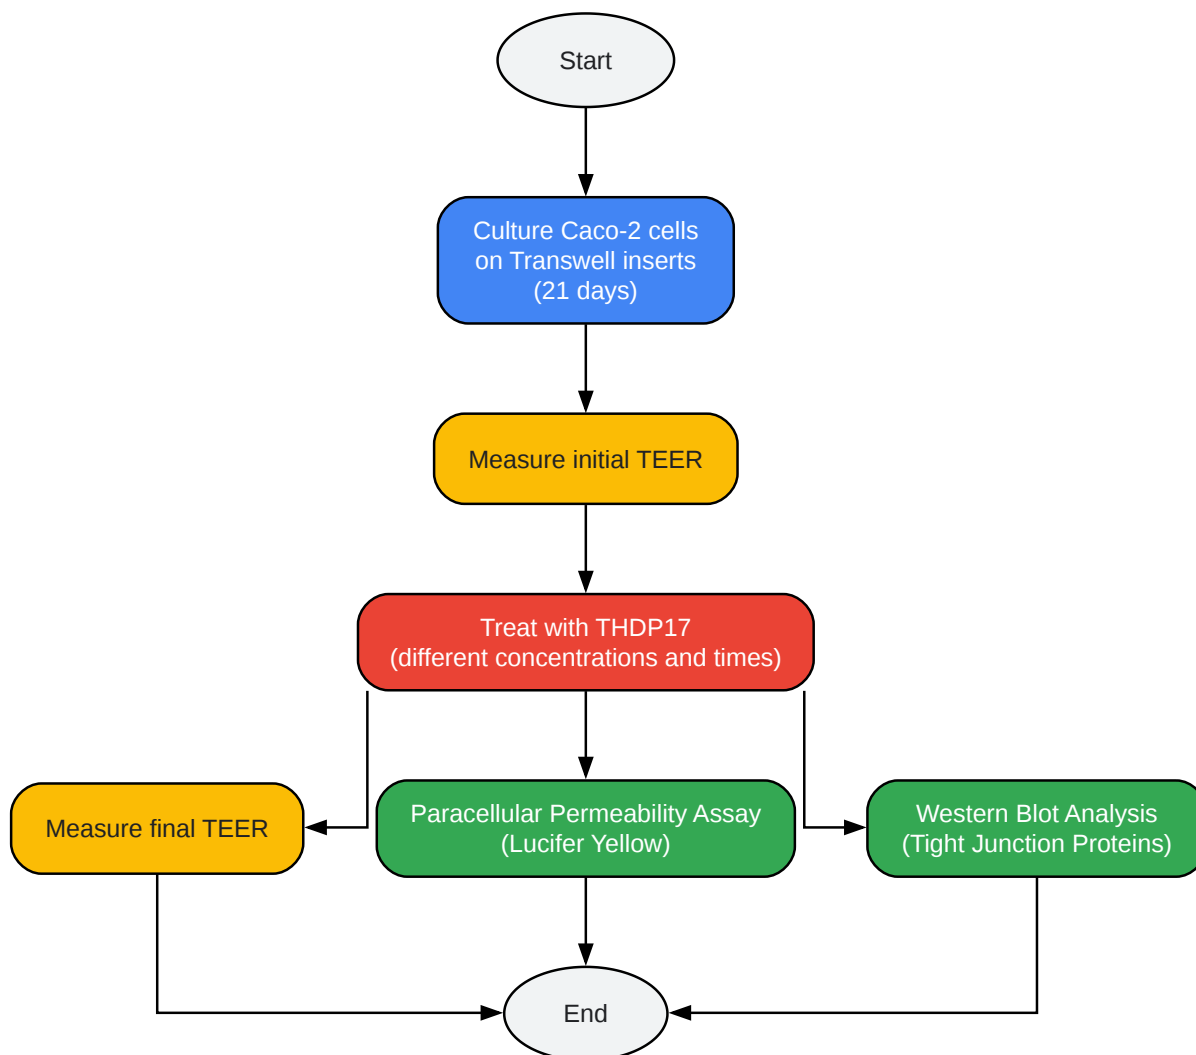 Start
Culture Caco-2 cells
on Transwell inserts
(21 days)
Measure initial TEER
Treat with THDP17
(different concentrations and times)
Measure final TEER
Paracellular Permeability Assay
(Lucifer Yellow)
Western Blot Analysis
(Tight Junction Proteins)
End